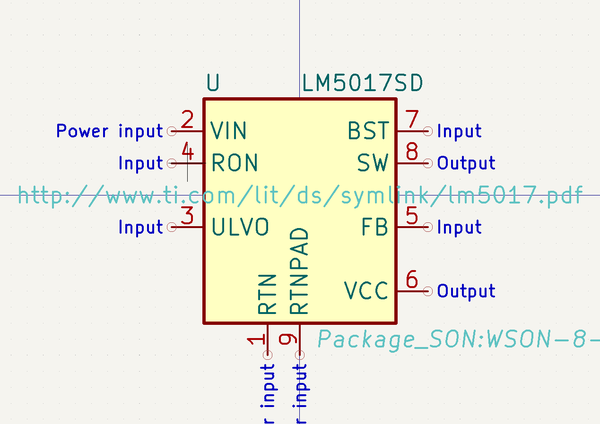 U LM5017SD
Power input 2 VIN BST 7 Input
Input 4 RON SW 8 Output
http://www.ti.com/lit/ds/symlink/lm5017.pdf
Input 3 ULVO FB 5 Input
RTN RTNPAD VCC 6 Output
1 9 Package_SON:WSON-8-
r input r input